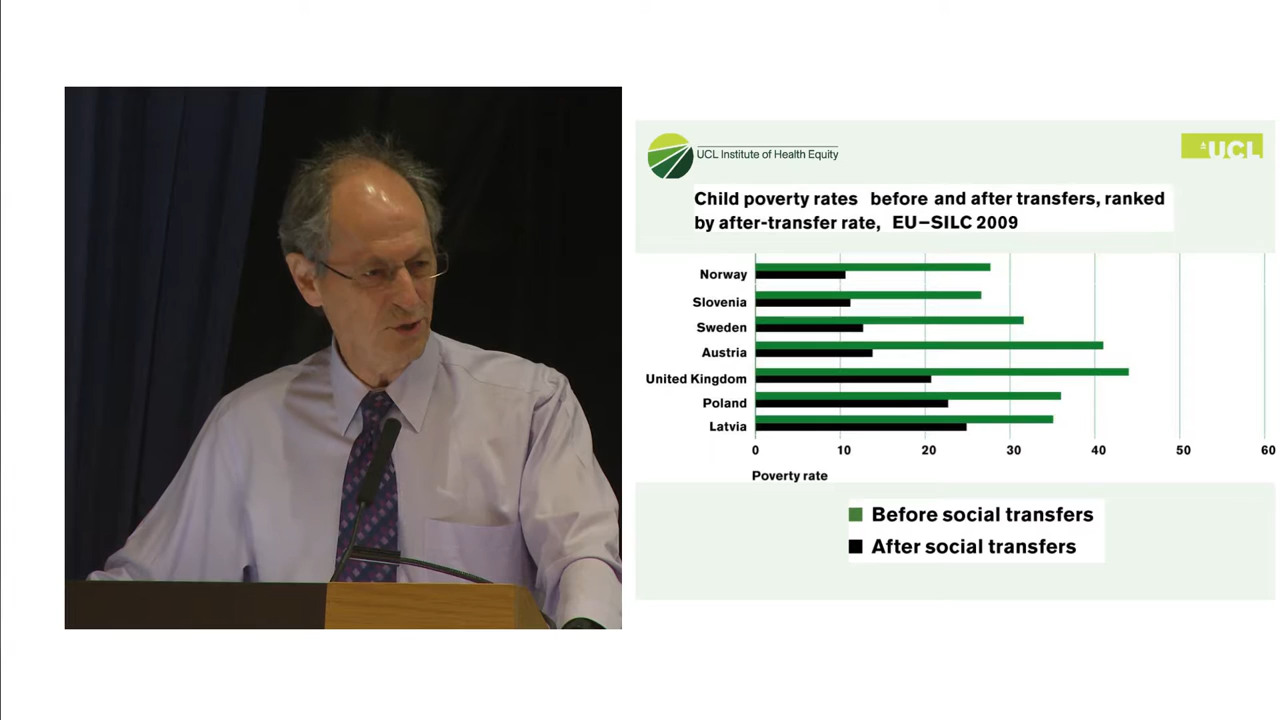 UCL Institute of Health Equity
UCL
Child poverty rates before and after transfers, ranked
by after-transfer rate, EU–SILC 2009
Norway
Slovenia
Sweden
Austria
United Kingdom
Poland
Latvia
0 10 20 30 40 50 60
Poverty rate
Before social transfers
After social transfers